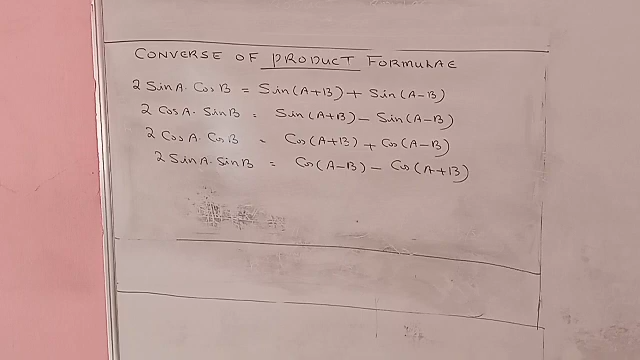 CONVERSE OF PRODUCT FORMULAE
2 Sin A. Cos B = Sin (A+B) + Sin (A-B)
2 Cos A. Sin B = Sin (A+B) - Sin (A-B)
2 Cos A. Cos B = Cos (A+B) + Cos (A-B)
2 Sin A. Sin B = Cos (A-B) - Cos (A+B)